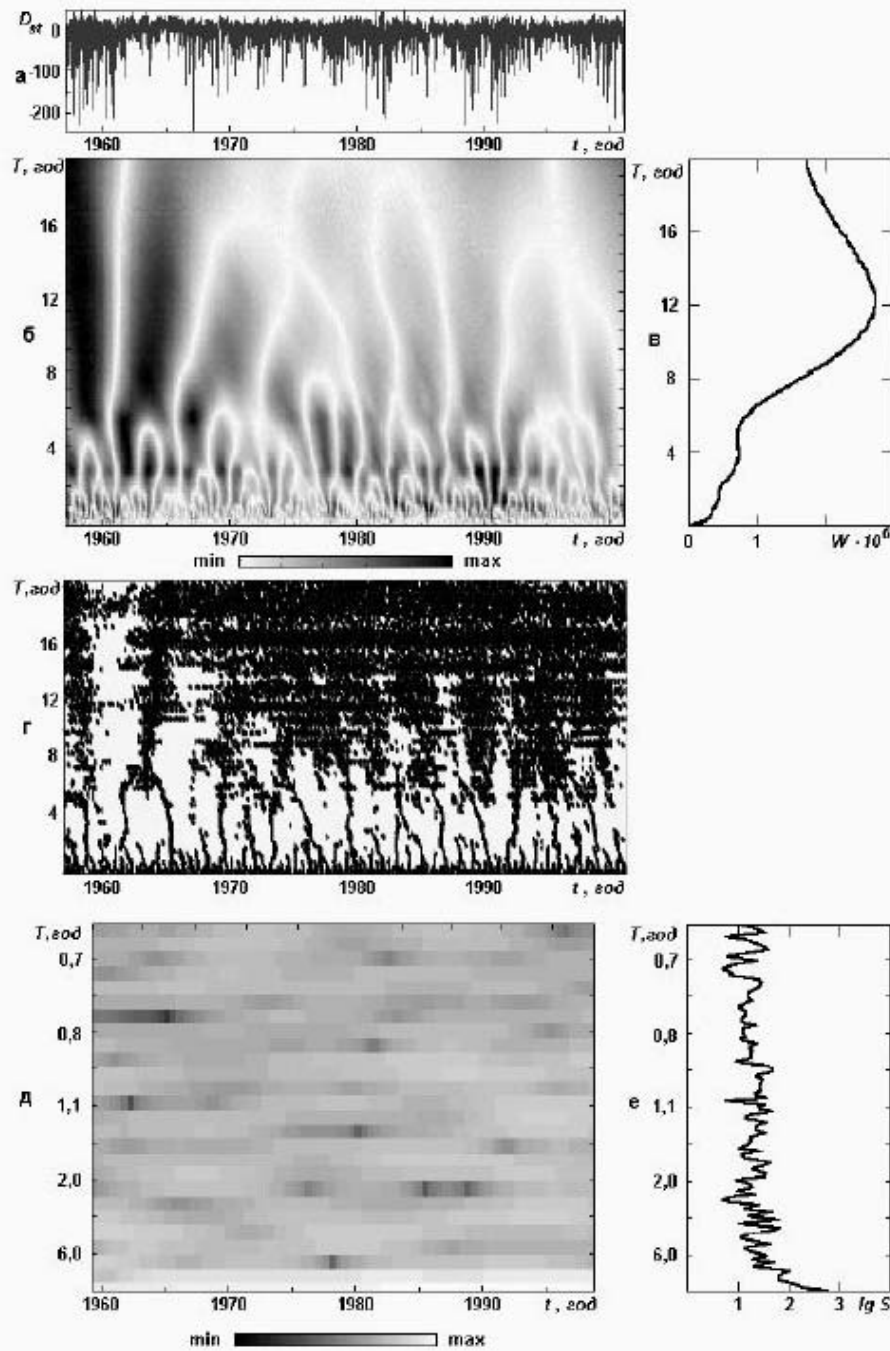 Dst 0
а -100
-200
1960 1970 1980 1990 t, год
T, год
16
12
б
8
4
1960 1970 1980 1990 t, год
min max
T, год
16
12
в
8
4
0 1 W · 10⁶
T, год
16
12
г
8
4
1960 1970 1980 1990 t, год
T, год
0,7
0,8
д 1,1
2,0
6,0
1960 1970 1980 1990 t, год
min max
T, год
0,7
0,8
е 1,1
2,0
6,0
1 2 3 lg S